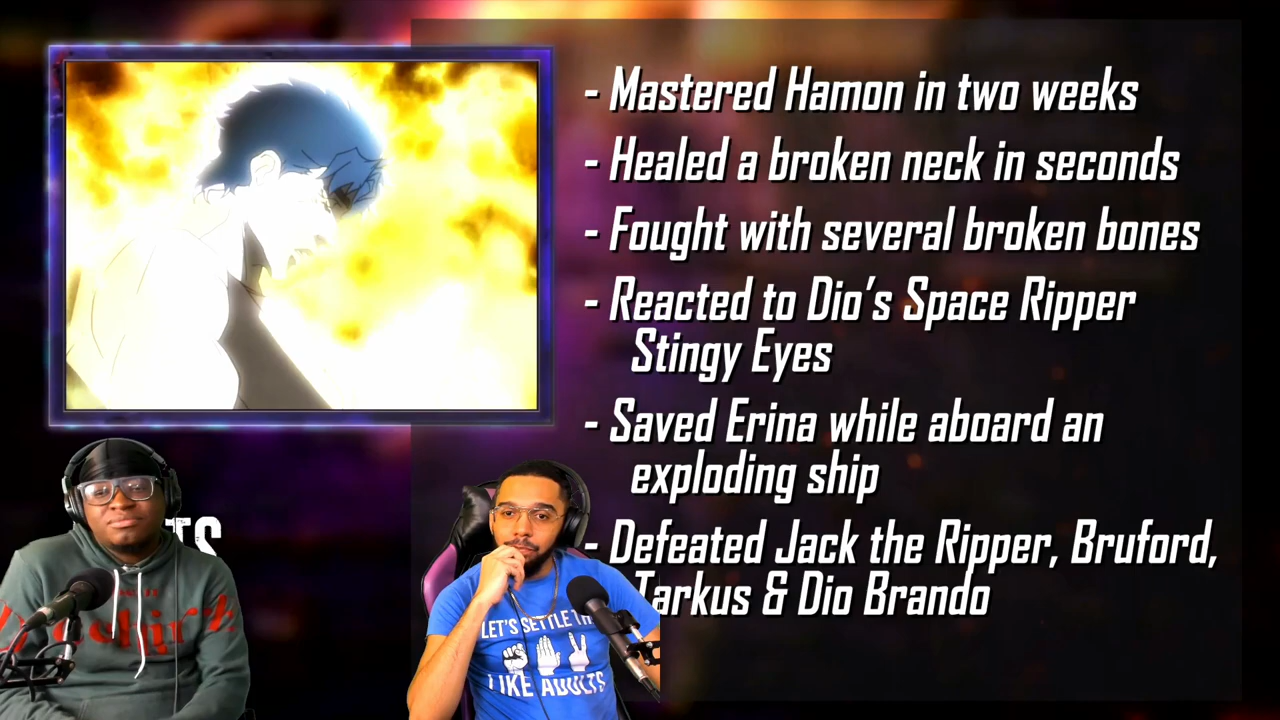 - Mastered Hamon in two weeks
- Healed a broken neck in seconds
- Fought with several broken bones
- Reacted to Dio's Space Ripper
Stingy Eyes
- Saved Erina while aboard an
exploding ship
- Defeated Jack the Ripper, Bruford,
Tarkus & Dio Brando
LET'S SETTLE
LIKE ADULTS